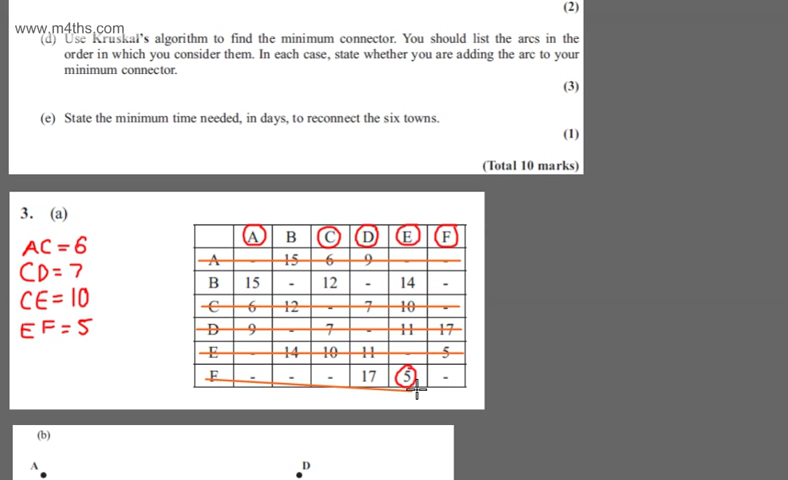 (2)
www.m4ths.com
(d) Use Kruskal's algorithm to find the minimum connector. You should list the arcs in the
order in which you consider them. In each case, state whether you are adding the arc to your
minimum connector.
(3)
(e) State the minimum time needed, in days, to reconnect the six towns.
(1)
(Total 10 marks)
3. (a)
AC = 6
CD = 7
CE = 10
EF = 5
A B C D E F
A - 15 6 9 - -
B 15 - 12 - 14 -
C 6 12 - 7 10 -
D 9 - 7 - 11 17
E - 14 10 11 - 5
F - - - 17 5 -
(b)
A D